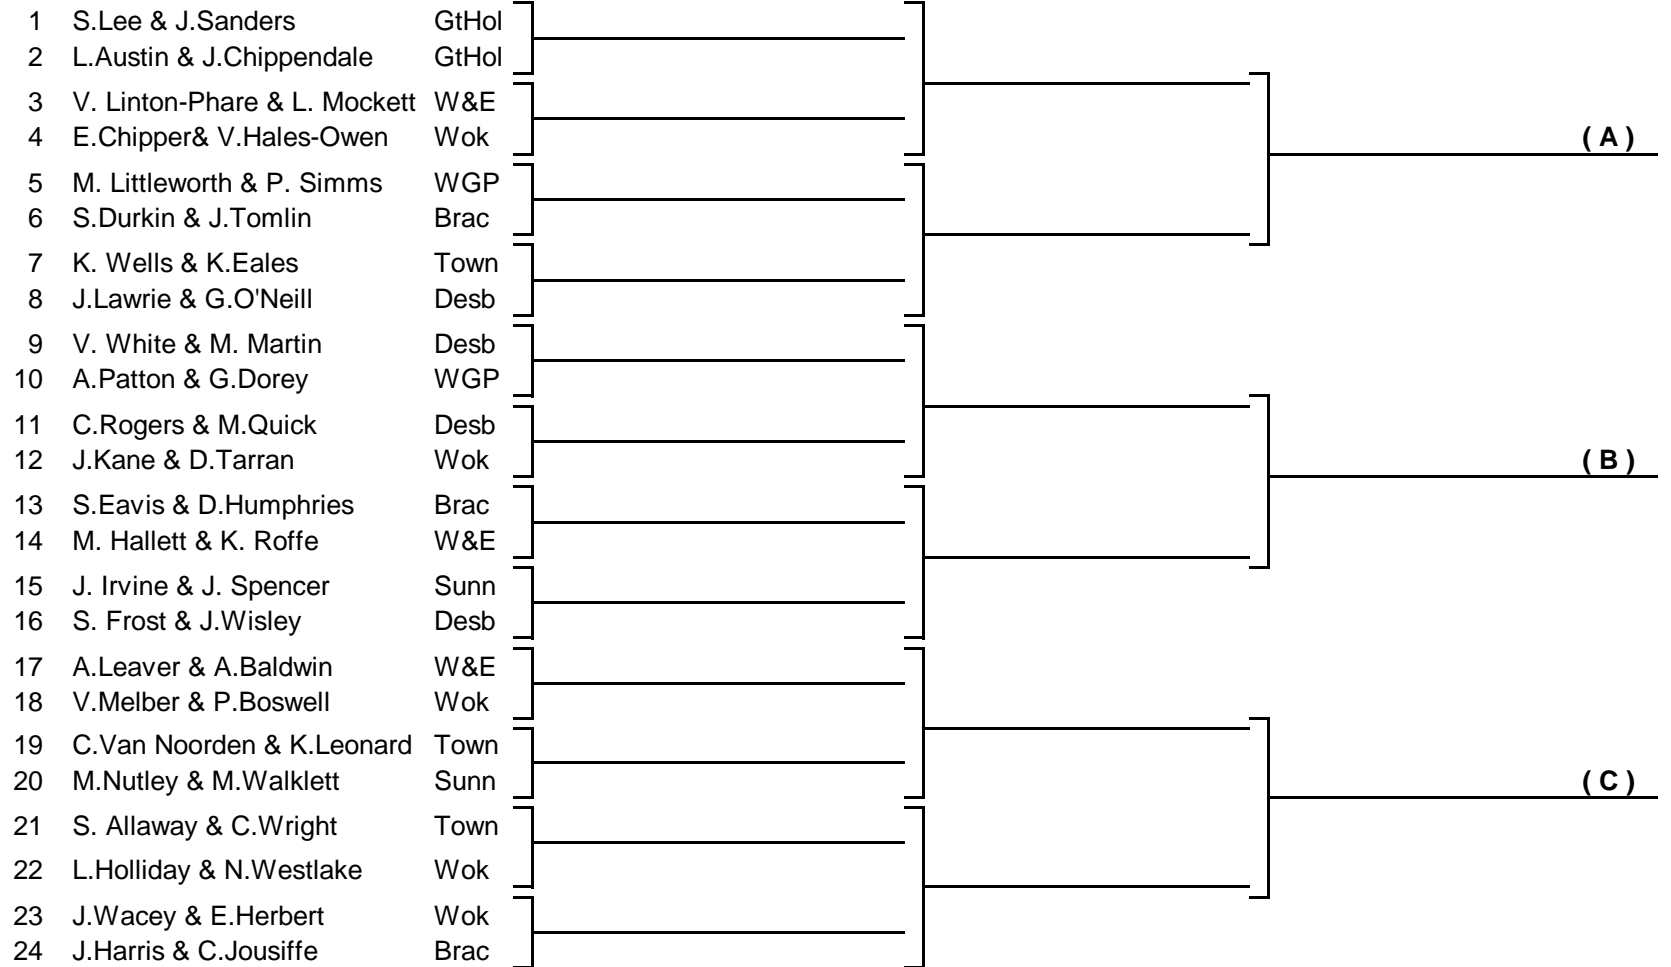 1 S.Lee & J.Sanders GtHol
2 L.Austin & J.Chippendale GtHol
3 V. Linton-Phare & L. Mockett W&E
4 E.Chipper& V.Hales-Owen Wok ( A )
5 M. Littleworth & P. Simms WGP
6 S.Durkin & J.Tomlin Brac
7 K. Wells & K.Eales Town
8 J.Lawrie & G.O'Neill Desb
9 V. White & M. Martin Desb
10 A.Patton & G.Dorey WGP
11 C.Rogers & M.Quick Desb
12 J.Kane & D.Tarran Wok ( B )
13 S.Eavis & D.Humphries Brac
14 M. Hallett & K. Roffe W&E
15 J. Irvine & J. Spencer Sunn
16 S. Frost & J.Wisley Desb
17 A.Leaver & A.Baldwin W&E
18 V.Melber & P.Boswell Wok
19 C.Van Noorden & K.Leonard Town
20 M.Nutley & M.Walklett Sunn ( C )
21 S. Allaway & C.Wright Town
22 L.Holliday & N.Westlake Wok
23 J.Wacey & E.Herbert Wok
24 J.Harris & C.Jousiffe Brac